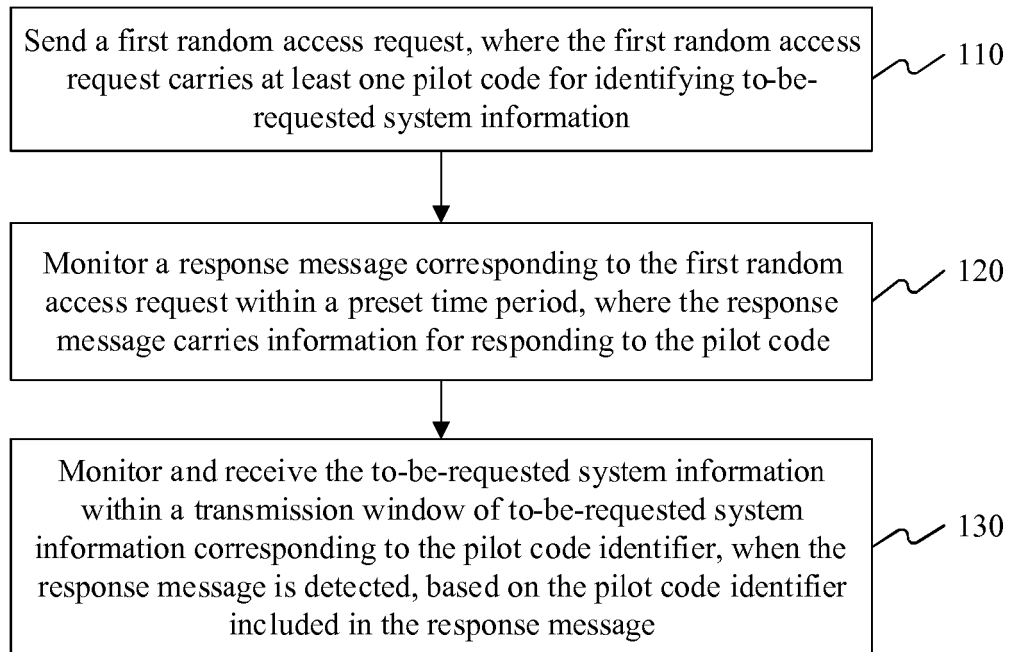 Send a first random access request, where the first random access
request carries at least one pilot code for identifying to-be-
requested system information
110
Monitor a response message corresponding to the first random
access request within a preset time period, where the response
message carries information for responding to the pilot code
120
Monitor and receive the to-be-requested system information
within a transmission window of to-be-requested system
information corresponding to the pilot code identifier, when the
response message is detected, based on the pilot code identifier
included in the response message
130